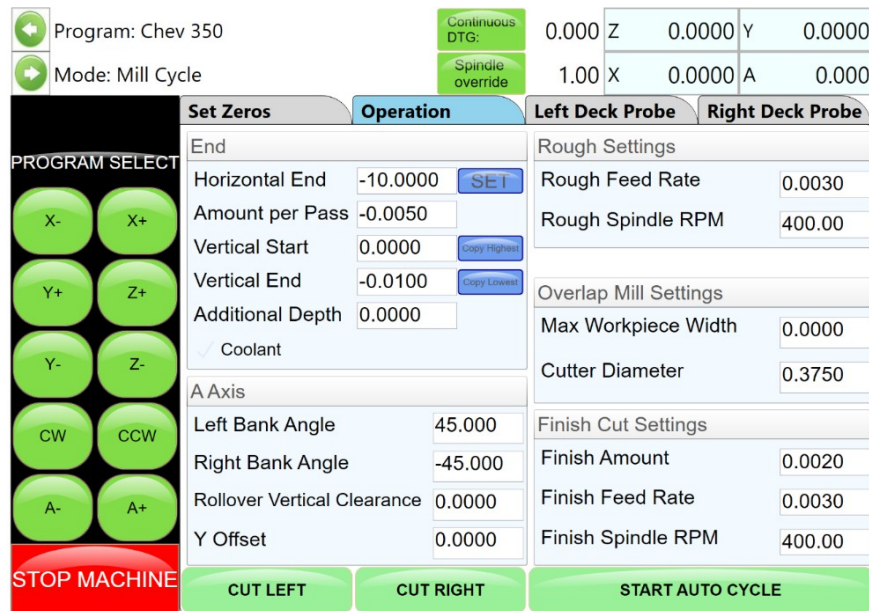 Program: Chev 350
Continuous DTG:
0.000 Z 0.0000 Y 0.0000
Mode: Mill Cycle
Spindle override
1.00 X 0.0000 A 0.000
Set Zeros Operation Left Deck Probe Right Deck Probe
PROGRAM SELECT
X- X+
Y+ Z+
Y- Z-
CW CCW
A- A+
STOP MACHINE
End
Horizontal End -10.0000 SET
Amount per Pass -0.0050
Vertical Start 0.0000 Copy Highest
Vertical End -0.0100 Copy Lowest
Additional Depth 0.0000
Coolant
A Axis
Left Bank Angle 45.000
Right Bank Angle -45.000
Rollover Vertical Clearance 0.0000
Y Offset 0.0000
Rough Settings
Rough Feed Rate 0.0030
Rough Spindle RPM 400.00
Overlap Mill Settings
Max Workpiece Width 0.0000
Cutter Diameter 0.3750
Finish Cut Settings
Finish Amount 0.0020
Finish Feed Rate 0.0030
Finish Spindle RPM 400.00
CUT LEFT CUT RIGHT START AUTO CYCLE